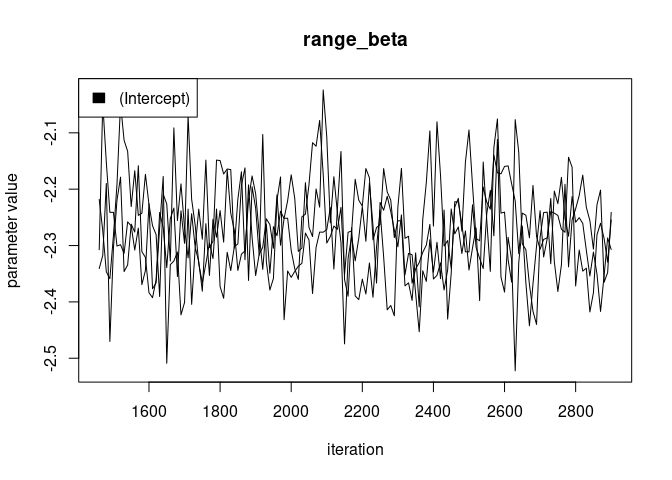 range_beta
(Intercept)
parameter value
-2.1
-2.2
-2.3
-2.4
-2.5
1600 1800 2000 2200 2400 2600 2800
iteration